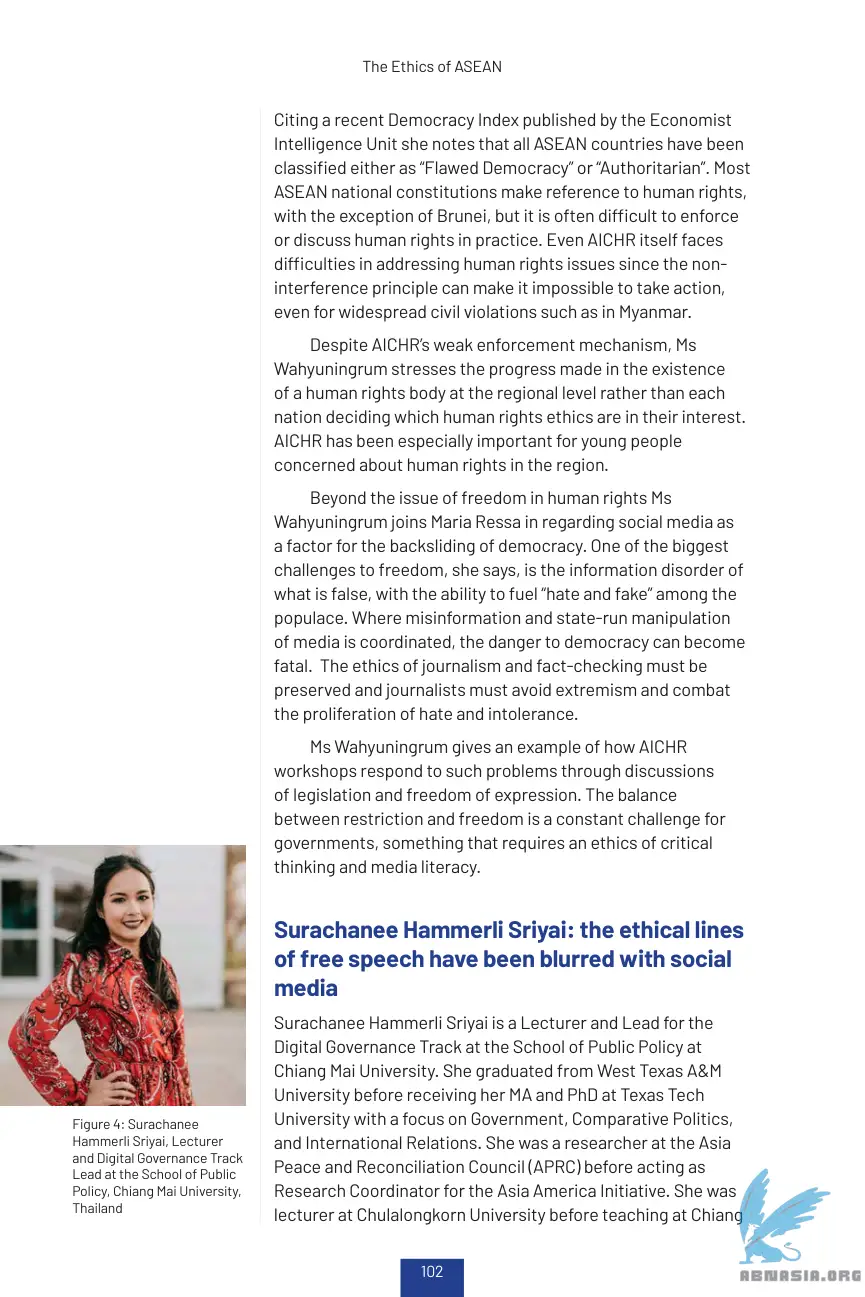 The Ethics of ASEAN
Citing a recent Democracy Index published by the Economist
Intelligence Unit she notes that all ASEAN countries have been
classified either as “Flawed Democracy” or “Authoritarian”. Most
ASEAN national constitutions make reference to human rights,
with the exception of Brunei, but it is often difficult to enforce
or discuss human rights in practice. Even AICHR itself faces
difficulties in addressing human rights issues since the non-
interference principle can make it impossible to take action,
even for widespread civil violations such as in Myanmar.
Despite AICHR’s weak enforcement mechanism, Ms
Wahyuningrum stresses the progress made in the existence
of a human rights body at the regional level rather than each
nation deciding which human rights ethics are in their interest.
AICHR has been especially important for young people
concerned about human rights in the region.
Beyond the issue of freedom in human rights Ms
Wahyuningrum joins Maria Ressa in regarding social media as
a factor for the backsliding of democracy. One of the biggest
challenges to freedom, she says, is the information disorder of
what is false, with the ability to fuel “hate and fake” among the
populace. Where misinformation and state-run manipulation
of media is coordinated, the danger to democracy can become
fatal.  The ethics of journalism and fact-checking must be
preserved and journalists must avoid extremism and combat
the proliferation of hate and intolerance.
Ms Wahyuningrum gives an example of how AICHR
workshops respond to such problems through discussions
of legislation and freedom of expression. The balance
between restriction and freedom is a constant challenge for
governments, something that requires an ethics of critical
thinking and media literacy.
Surachanee Hammerli Sriyai: the ethical lines
of free speech have been blurred with social
media
Surachanee Hammerli Sriyai is a Lecturer and Lead for the
Digital Governance Track at the School of Public Policy at
Chiang Mai University. She graduated from West Texas A&M
University before receiving her MA and PhD at Texas Tech
University with a focus on Government, Comparative Politics,
and International Relations. She was a researcher at the Asia
Peace and Reconciliation Council (APRC) before acting as
Research Coordinator for the Asia America Initiative. She was
lecturer at Chulalongkorn University before teaching at Chiang
Figure 4: Surachanee
Hammerli Sriyai, Lecturer
and Digital Governance Track
Lead at the School of Public
Policy, Chiang Mai University,
Thailand
102
ABNASIA.ORG